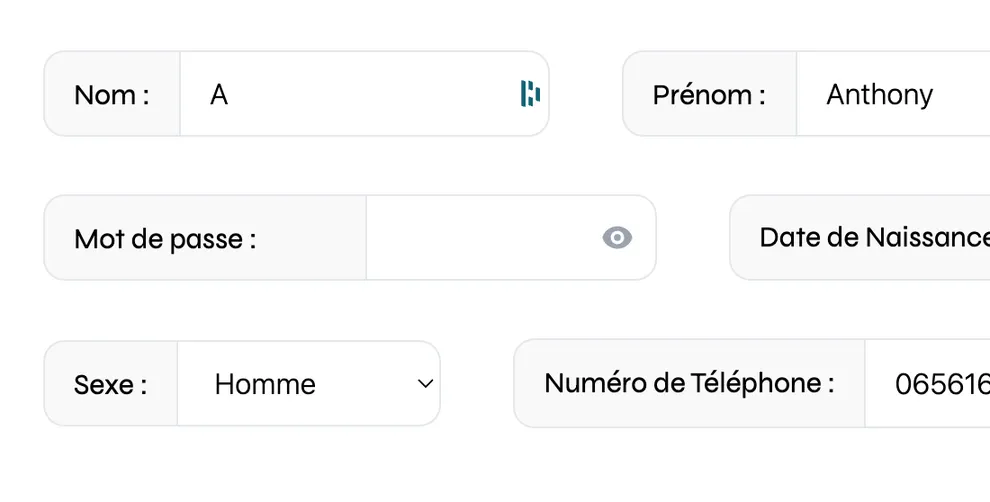 Nom : A Prénom : Anthony
Mot de passe : Date de Naissance
Sexe : Homme Numéro de Téléphone : 065616